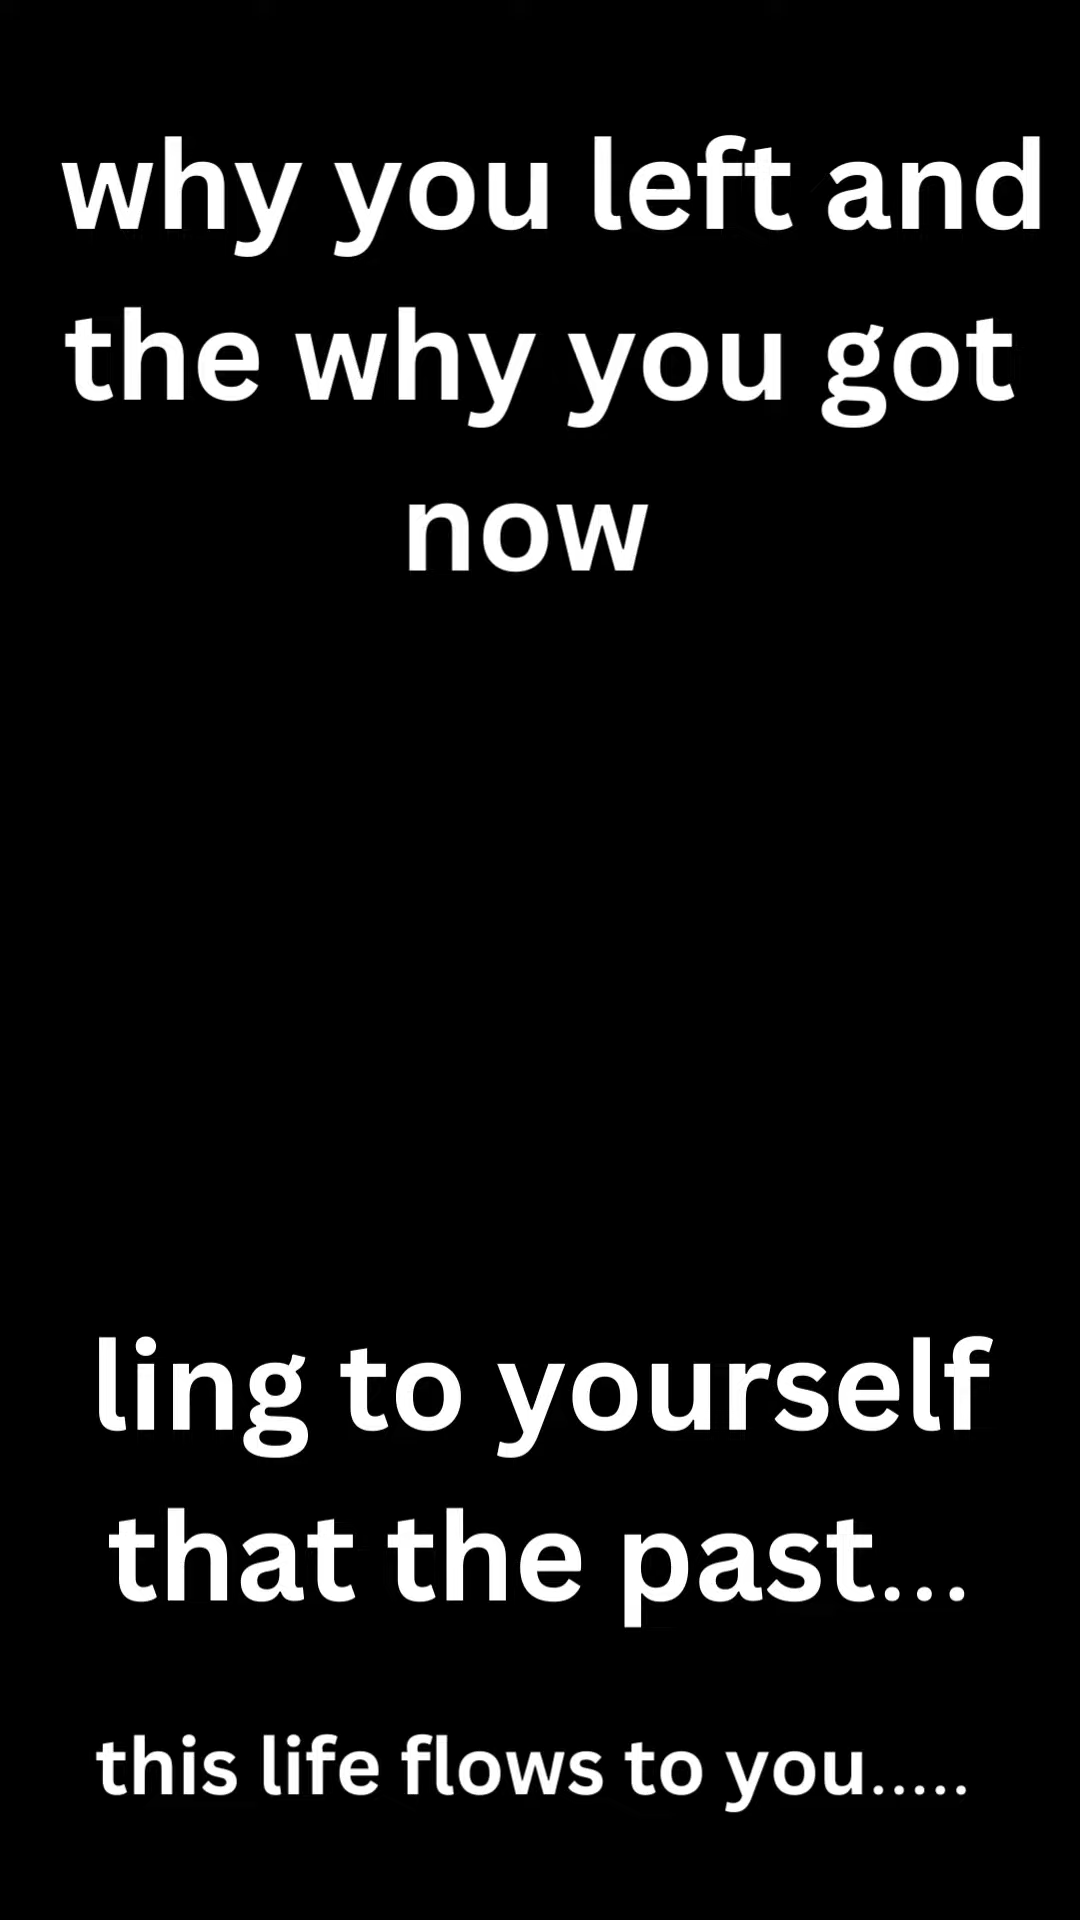 why you left and
the why you got
now
ling to yourself
that the past...
this life flows to you.....